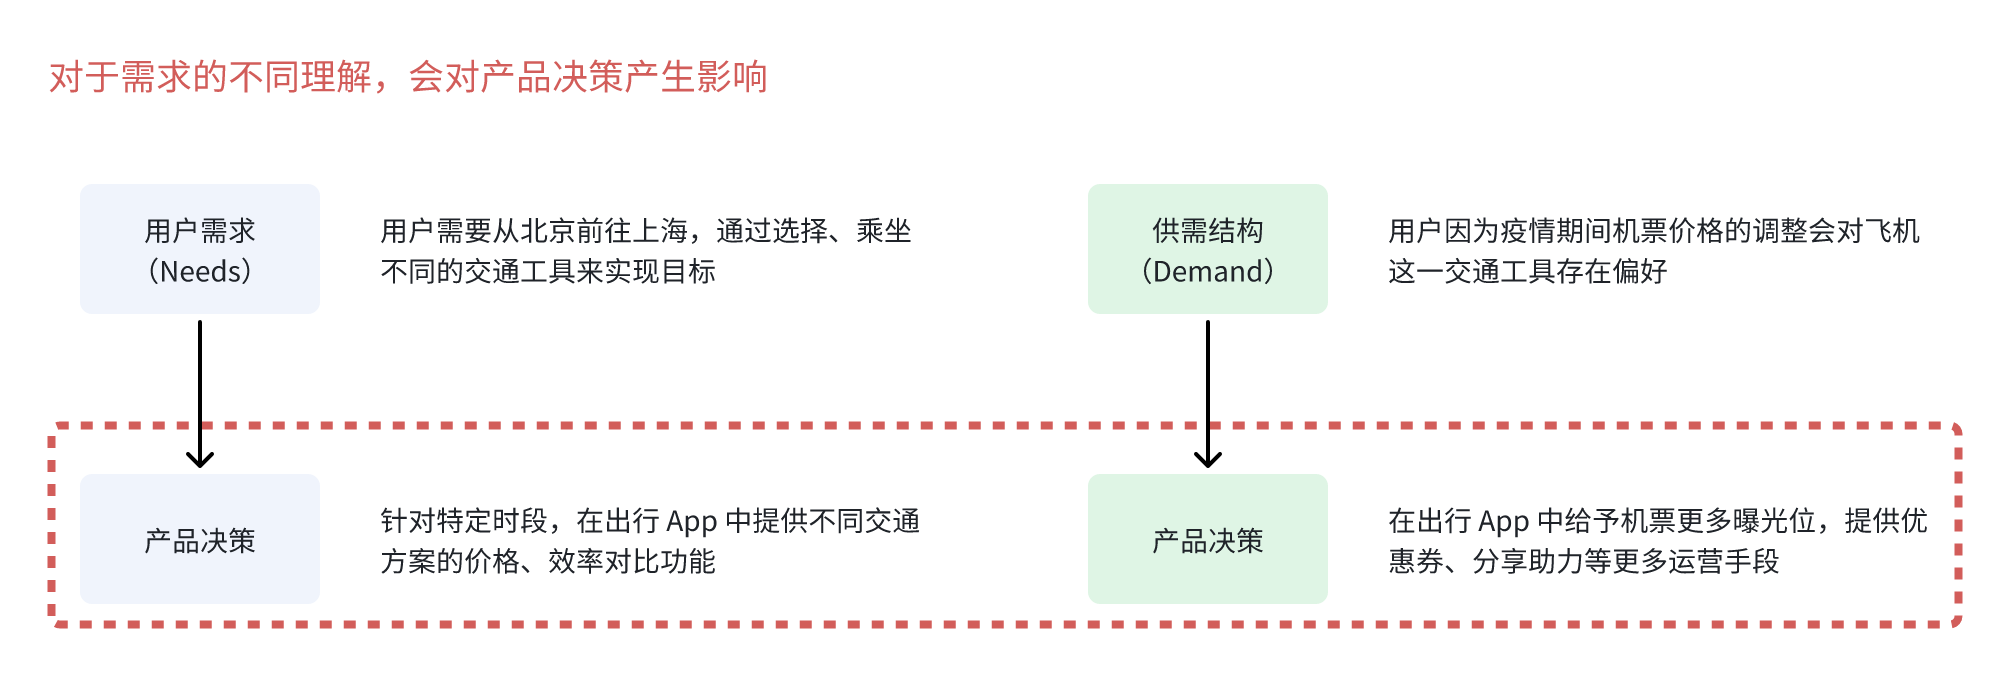 对于需求的不同理解，会对产品决策产生影响
用户需求
（Needs）
用户需要从北京前往上海，通过选择、乘坐
不同的交通工具来实现目标
供需结构
（Demand）
用户因为疫情期间机票价格的调整会对飞机
这一交通工具存在偏好
产品决策
针对特定时段，在出行 App 中提供不同交通
方案的价格、效率对比功能
产品决策
在出行 App 中给予机票更多曝光位，提供优
惠券、分享助力等更多运营手段